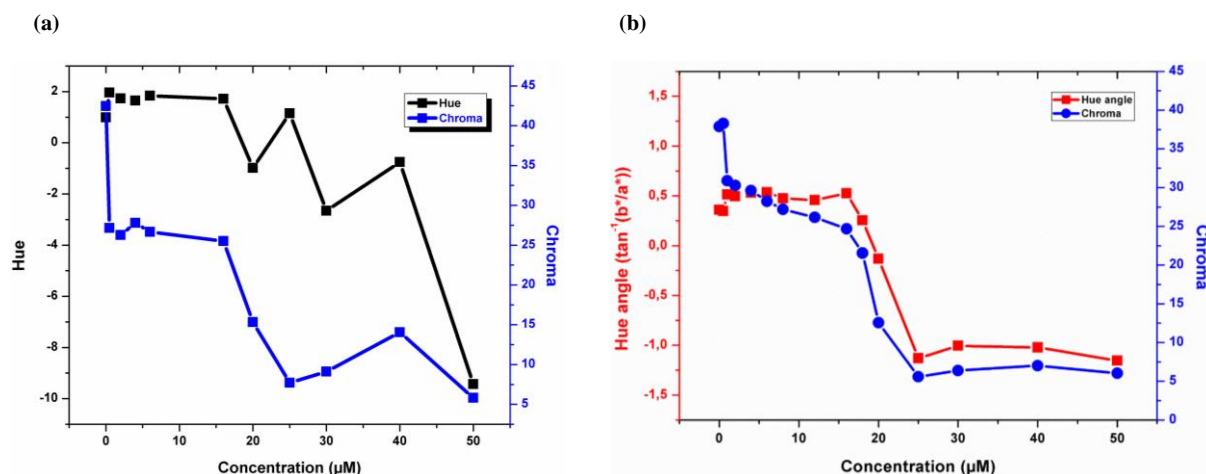 (a)
Hue
2
0
-2
-4
-6
-8
-10
Hue
Chroma
45
40
35
30
25
20
15
10
5
0
Chroma
0 10 20 30 40 50
Concentration (µM)
(b)
Hue angle (tan⁻¹(b*/a*))
1,5
1,0
0,5
0,0
-0,5
-1,0
-1,5
Hue angle
Chroma
45
40
35
30
25
20
15
10
5
0
Chroma
0 10 20 30 40 50
Concentration (µM)